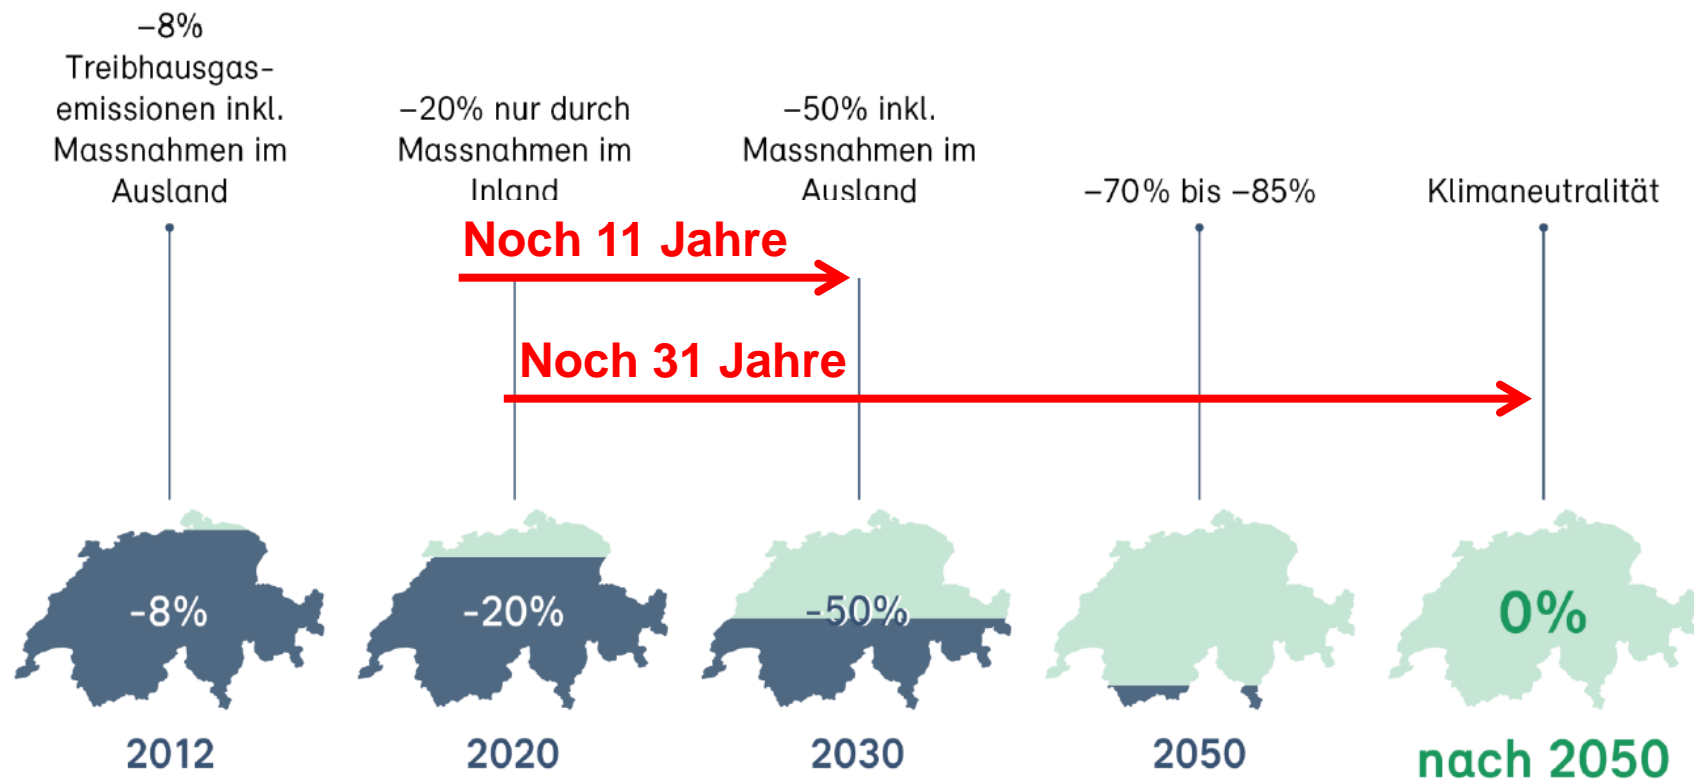 –8%
Treibhausgas-
emissionen inkl.
Massnahmen im
Ausland
–20% nur durch
Massnahmen im
Inland
–50% inkl.
Massnahmen im
Ausland
–70% bis –85%
Klimaneutralität
Noch 11 Jahre
Noch 31 Jahre
-8%
-20%
-50%
0%
2012
2020
2030
2050
nach 2050